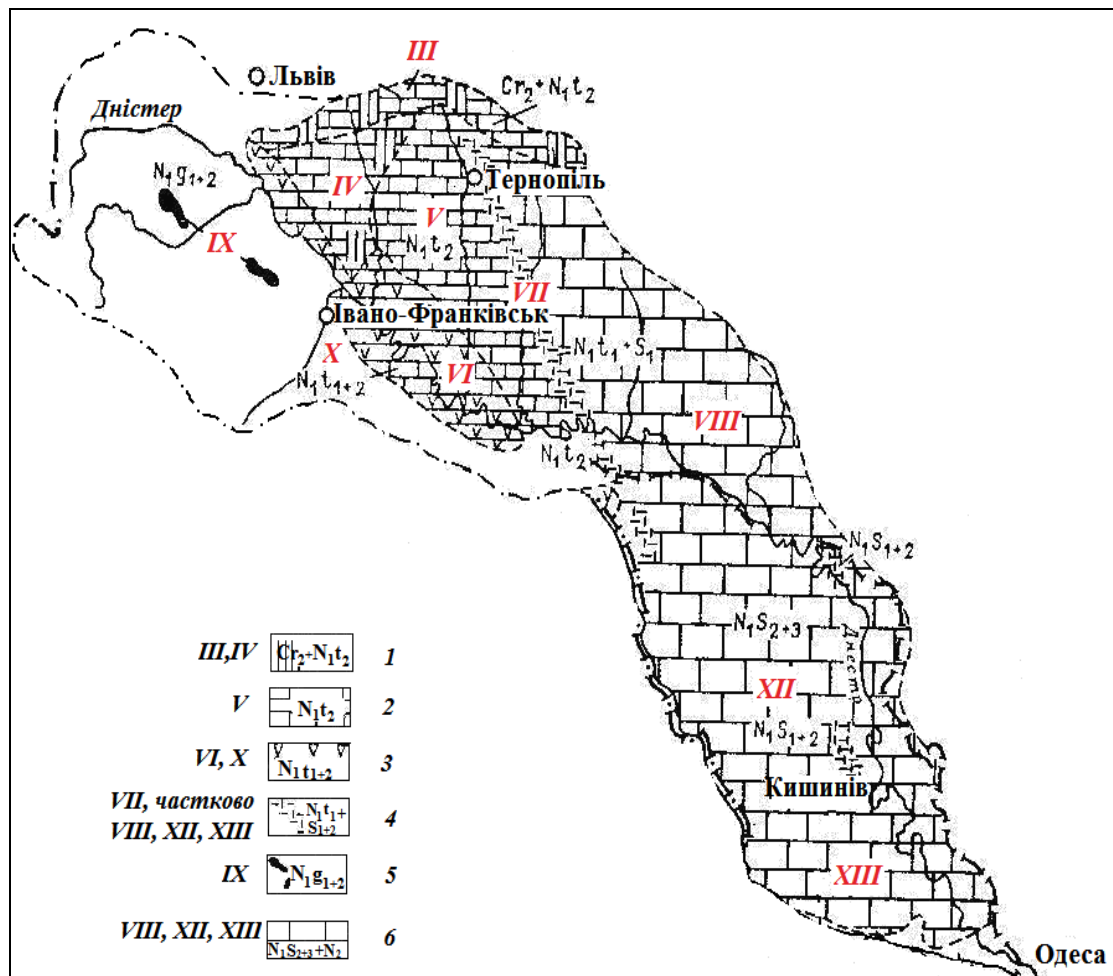 III
Львів
Cr₂+N₁t₂
Дністер
N₁g₁₊₂
IV
Тернопіль
V
N₁t₂
IX
VII
Івано-Франківськ
N₁t₁+S₁
X
VI
N₁t₁₊₂
VIII
N₁t₂
N₁S₁₊₂
N₁S₂₊₃
Днестр
XII
N₁S₁₊₂
Кишинів
XIII
Одеса
III,IV Cr₂+N₁t₂ 1
V N₁t₂ 2
VI, X N₁t₁₊₂ 3
VII, частково N₁t₁+
VIII, XII, XIII S₁₊₂ 4
IX N₁g₁₊₂ 5
VIII, XII, XIII 6
N₁S₂₊₃+N₂